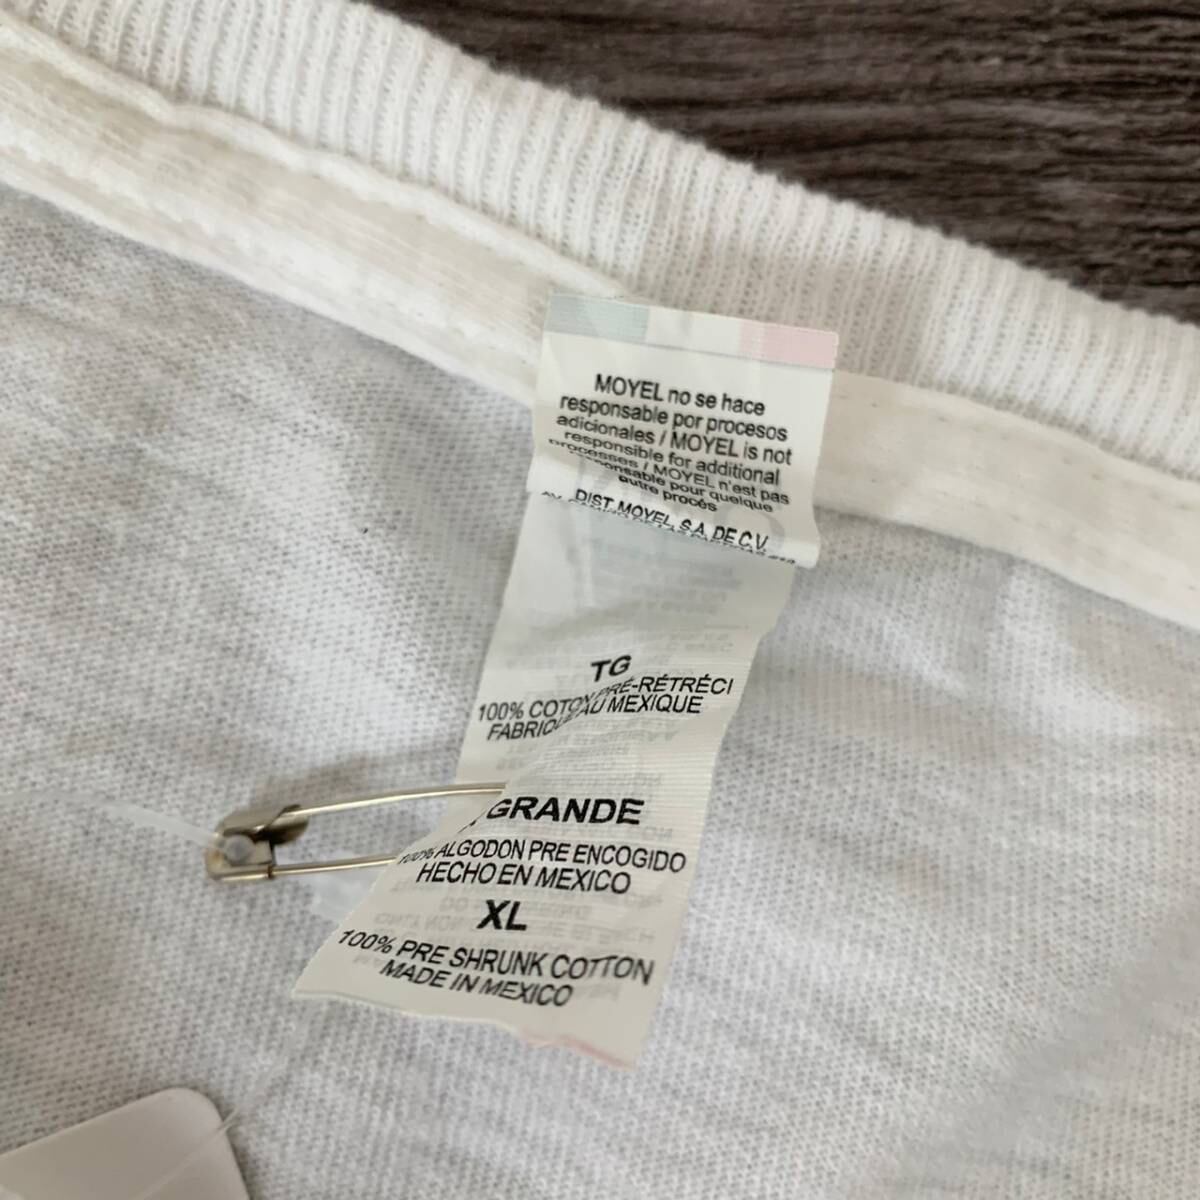 MOYEL no se hace
responsable por procesos
adicionales / MOYEL is not
responsible for additional
processes / MOYEL n'est pas
responsable pour quelque
autre procés
DIST. MOYEL, S.A. DE C.V.
TG
100% COTON PRÉ-RÉTRÉCI
FABRIQUÉ AU MEXIQUE
GRANDE
100% ALGODON PRE ENCOGIDO
HECHO EN MEXICO
XL
100% PRE SHRUNK COTTON
MADE IN MEXICO